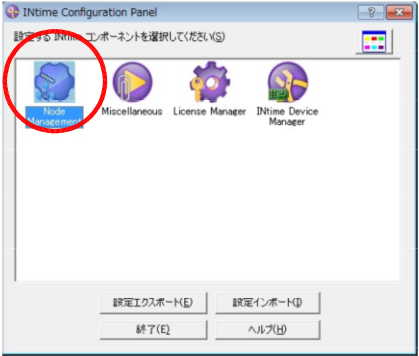 INtime Configuration Panel
設定する INtime コンポーネントを選択してください(S)
Node Management
Miscellaneous
License Manager
INtime Device Manager
設定エクスポート(E)
設定インポート(I)
終了(E)
ヘルプ(H)